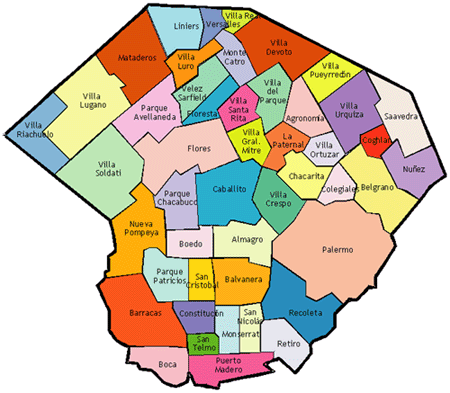 Liniers
Versalles
Villa Real
Mataderos
Villa
Luro
Monte
Catro
Villa
Devoto
Villa
Pueyrredón
Villa
Lugano
Velez
Sarfield
Villa
del
Parque
Villa
Urquiza
Saavedra
Parque
Avellaneda
Floresta
Villa
Santa
Rita
Agronomía
Villa
Riachuelo
Villa
Gral.
Mitre
La
Paternal
Villa
Ortuzar
Coghlan
Flores
Villa
Soldati
Nuñez
Chacarita
Colegiales
Belgrano
Parque
Chacabuco
Caballito
Villa
Crespo
Nueva
Pompeya
Boedo
Almagro
Palermo
Parque
Patricios
San
Cristobal
Balvanera
Barracas
Constitución
San
Nicolás
Recoleta
Monserrat
San
Telmo
Retiro
Boca
Puerto
Madero